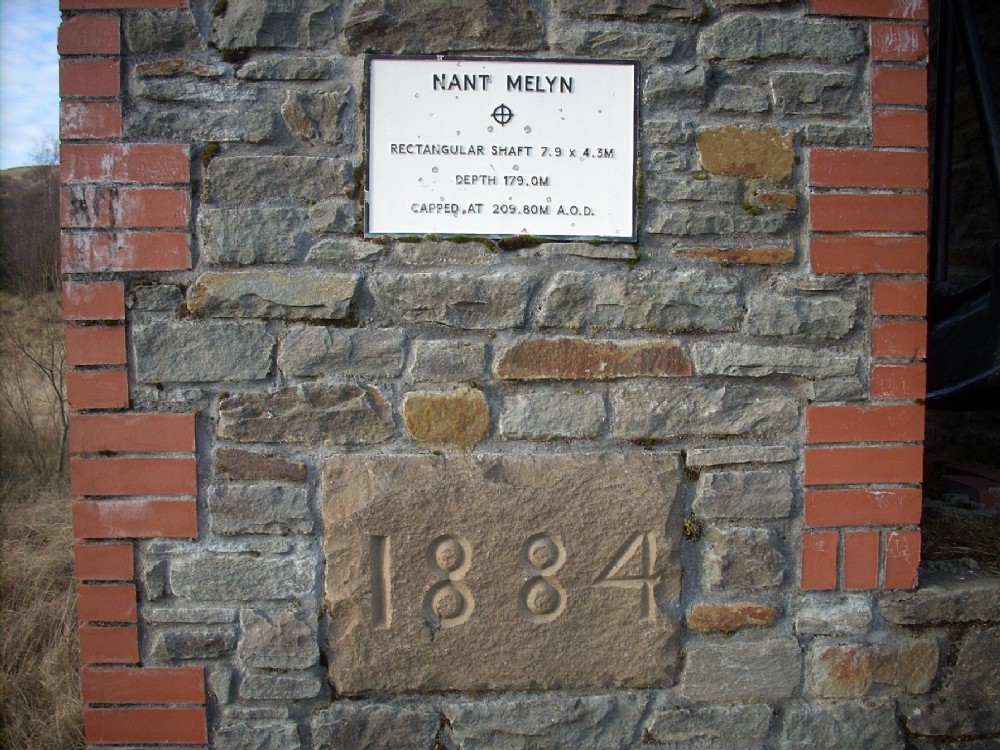 NANT MELYN
RECTANGULAR SHAFT 7.9 x 4.3M
DEPTH 179.0M
CAPPED AT 209.80M A.O.D.
1884